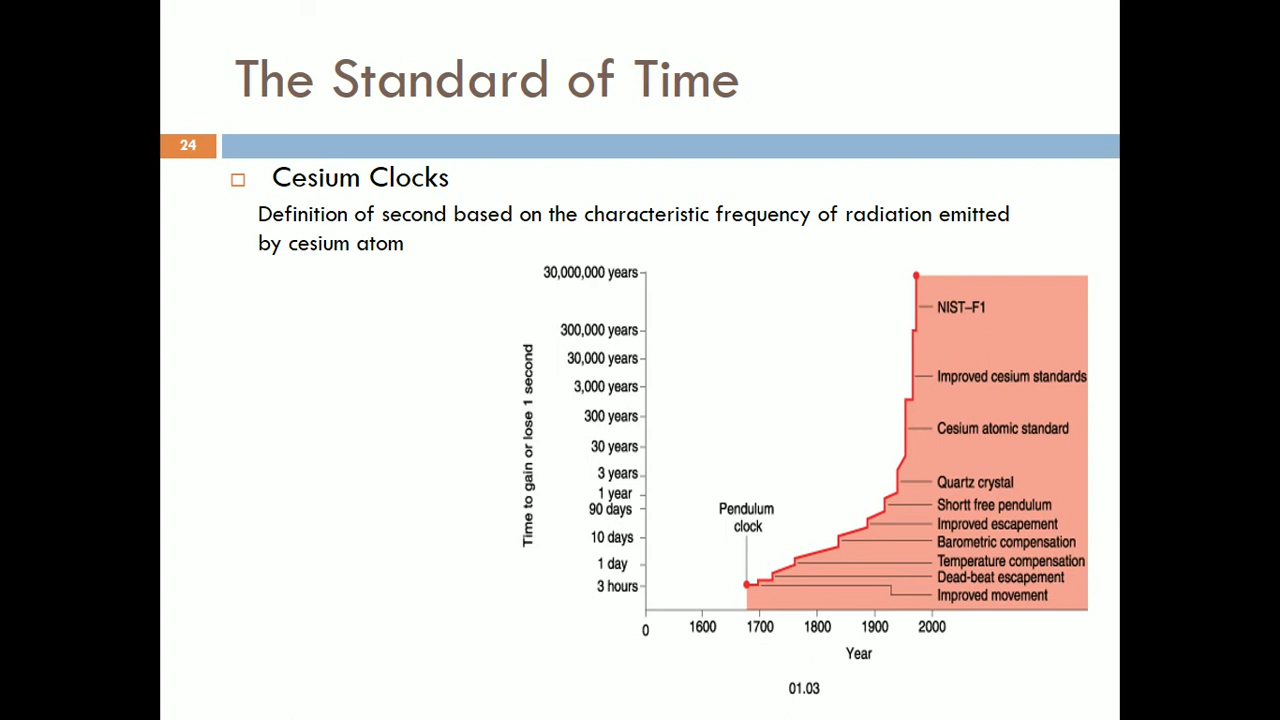 The Standard of Time
24
Cesium Clocks
Definition of second based on the characteristic frequency of radiation emitted
by cesium atom
Time to gain or lose 1 second
30,000,000 years
300,000 years
30,000 years
3,000 years
300 years
30 years
3 years
1 year
90 days
10 days
1 day
3 hours
Pendulum
clock
NIST–F1
Improved cesium standards
Cesium atomic standard
Quartz crystal
Shortt free pendulum
Improved escapement
Barometric compensation
Temperature compensation
Dead-beat escapement
Improved movement
0 1600 1700 1800 1900 2000
Year
01.03